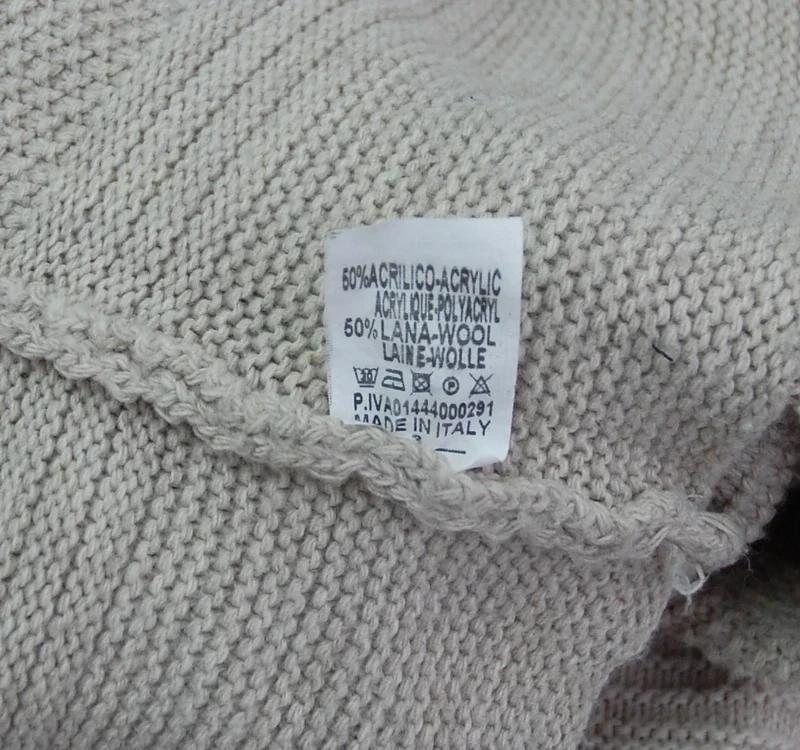 50%ACRILICO-ACRYLIC
ACRYLIQUE-POLYACRYL
50%LANA-WOOL
LAINE-WOLLE
P.IVA01444000291
MADE IN ITALY